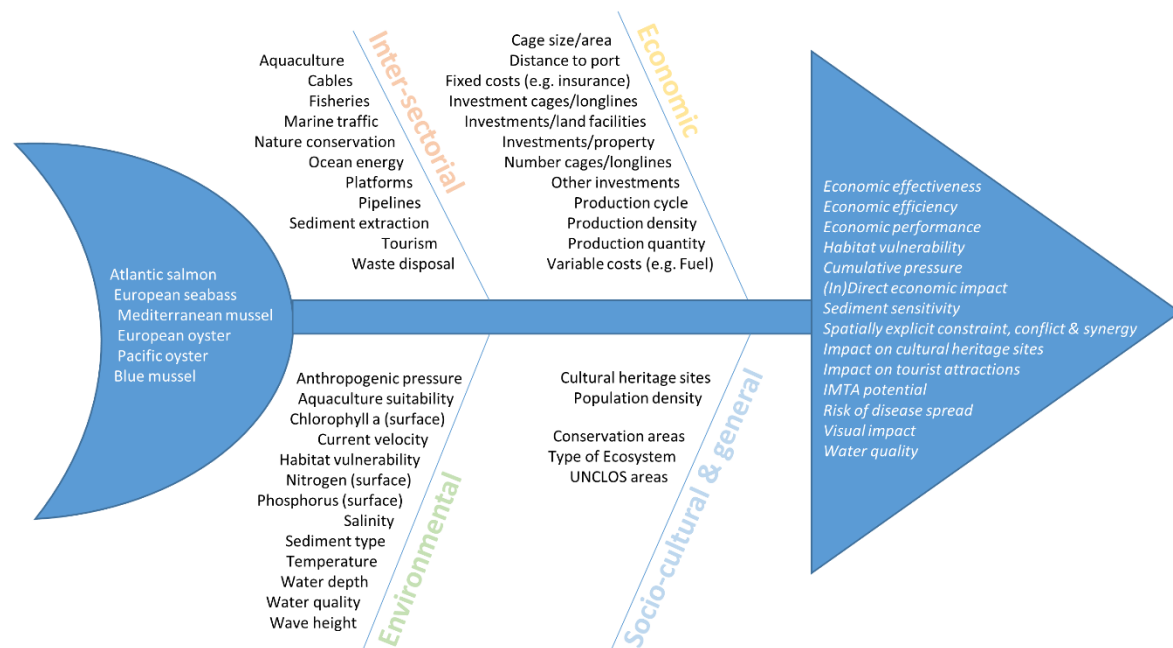 Atlantic salmon
European seabass
Mediterranean mussel
European oyster
Pacific oyster
Blue mussel
Inter-sectorial
Aquaculture
Cables
Fisheries
Marine traffic
Nature conservation
Ocean energy
Platforms
Pipelines
Sediment extraction
Tourism
Waste disposal
Economic
Cage size/area
Distance to port
Fixed costs (e.g. insurance)
Investment cages/longlines
Investments/land facilities
Investments/property
Number cages/longlines
Other investments
Production cycle
Production density
Production quantity
Variable costs (e.g. Fuel)
Environmental
Anthropogenic pressure
Aquaculture suitability
Chlorophyll a (surface)
Current velocity
Habitat vulnerability
Nitrogen (surface)
Phosphorus (surface)
Salinity
Sediment type
Temperature
Water depth
Water quality
Wave height
Socio-cultural & general
Cultural heritage sites
Population density
Conservation areas
Type of Ecosystem
UNCLOS areas
Economic effectiveness
Economic efficiency
Economic performance
Habitat vulnerability
Cumulative pressure
(In)Direct economic impact
Sediment sensitivity
Spatially explicit constraint, conflict & synergy
Impact on cultural heritage sites
Impact on tourist attractions
IMTA potential
Risk of disease spread
Visual impact
Water quality